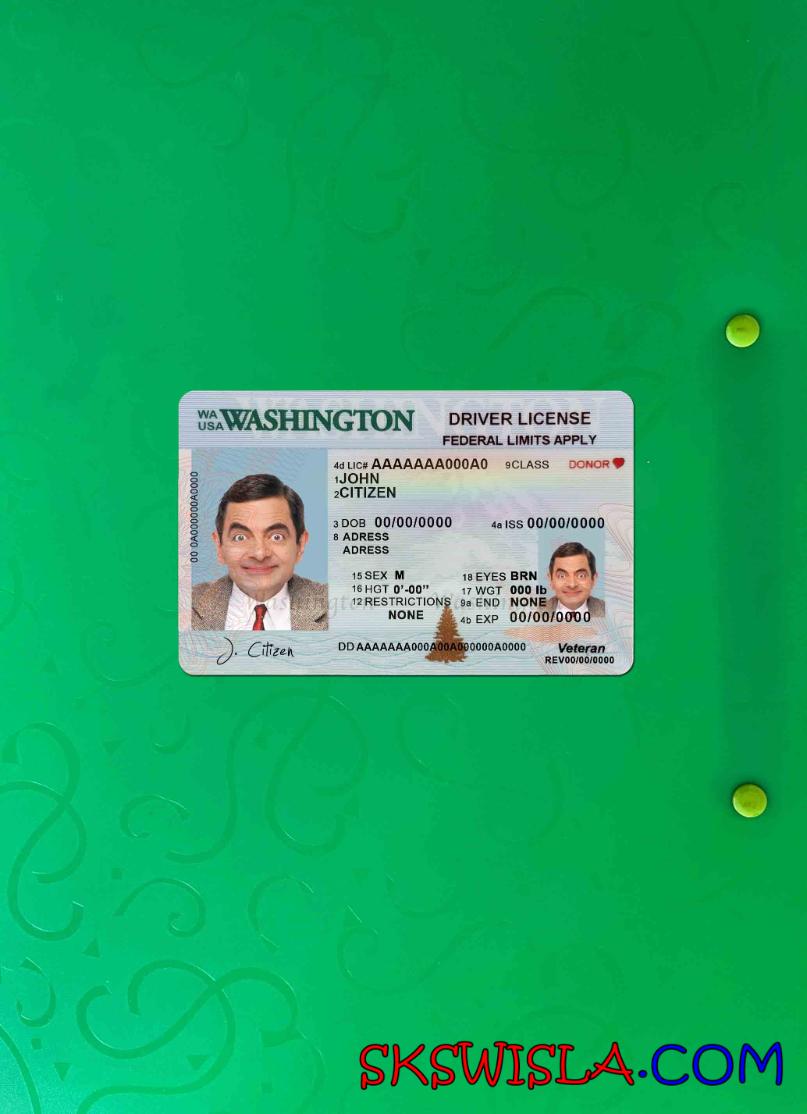 WA
USA WASHINGTON
DRIVER LICENSE
FEDERAL LIMITS APPLY
4d LIC# AAAAAAA000A0 9CLASS DONOR
1JOHN
2CITIZEN
3 DOB 00/00/0000 4a ISS 00/00/0000
8 ADRESS
ADRESS
15 SEX M 18 EYES BRN
16 HGT 0'-00" 17 WGT 000 lb
12 RESTRICTIONS 9a END NONE
NONE 4b EXP 00/00/0000
DD AAAAAAA000A00A000000A0000
J. Citizen
Veteran
REV00/00/0000
00 0A000000A0000
Washington
WASHINGTON
SKSWISLA.COM